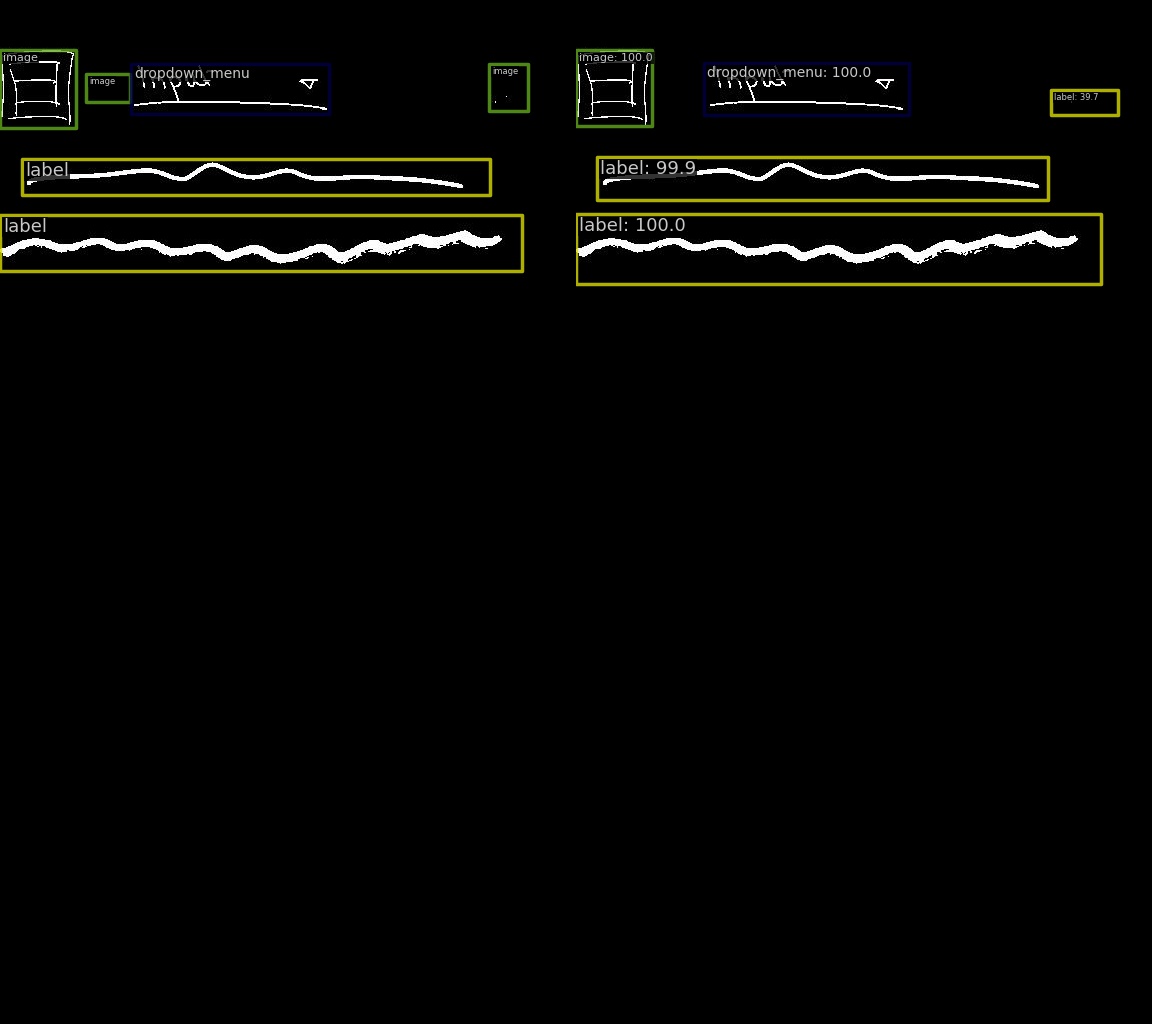 image image: 100.0
image dropdown_menu image dropdown_menu: 100.0 label: 39.7
label label: 99.9
label label: 100.0